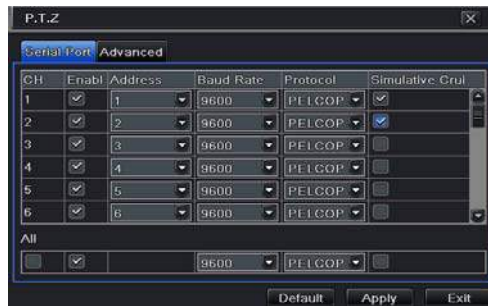 P.T.Z
Serial Port Advanced
CH Enabl Address Baud Rate Protocol Simulative Crui
1 1 9600 PELCOP
2 2 9600 PELCOP
3 3 9600 PELCOP
4 4 9600 PELCOP
5 5 9600 PELCOP
6 6 9600 PELCOP
All
9600 PELCOP
Default Apply Exit